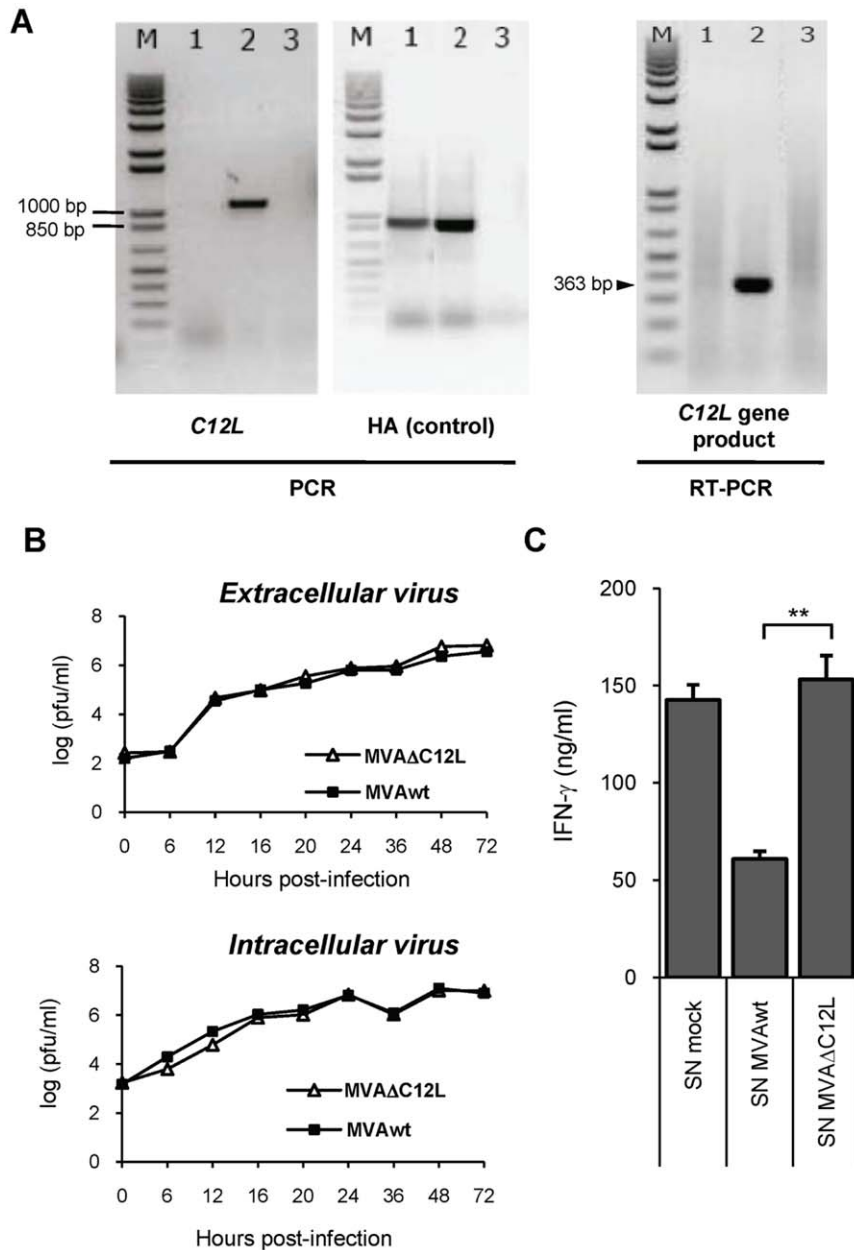 A
M 1 2 3
M 1 2 3
M 1 2 3
1000 bp
850 bp
363 bp
C12L
HA (control)
C12L gene
product
PCR
RT-PCR
B
Extracellular virus
log (pfu/ml)
8
6
4
2
0
MVAΔC12L
MVAwt
0 6 12 16 20 24 36 48 72
Hours post-infection
Intracellular virus
log (pfu/ml)
8
6
4
2
0
MVAΔC12L
MVAwt
0 6 12 16 20 24 36 48 72
Hours post-infection
C
IFN-γ (ng/ml)
200
150
100
50
0
**
SN mock
SN MVAwt
SN MVAΔC12L